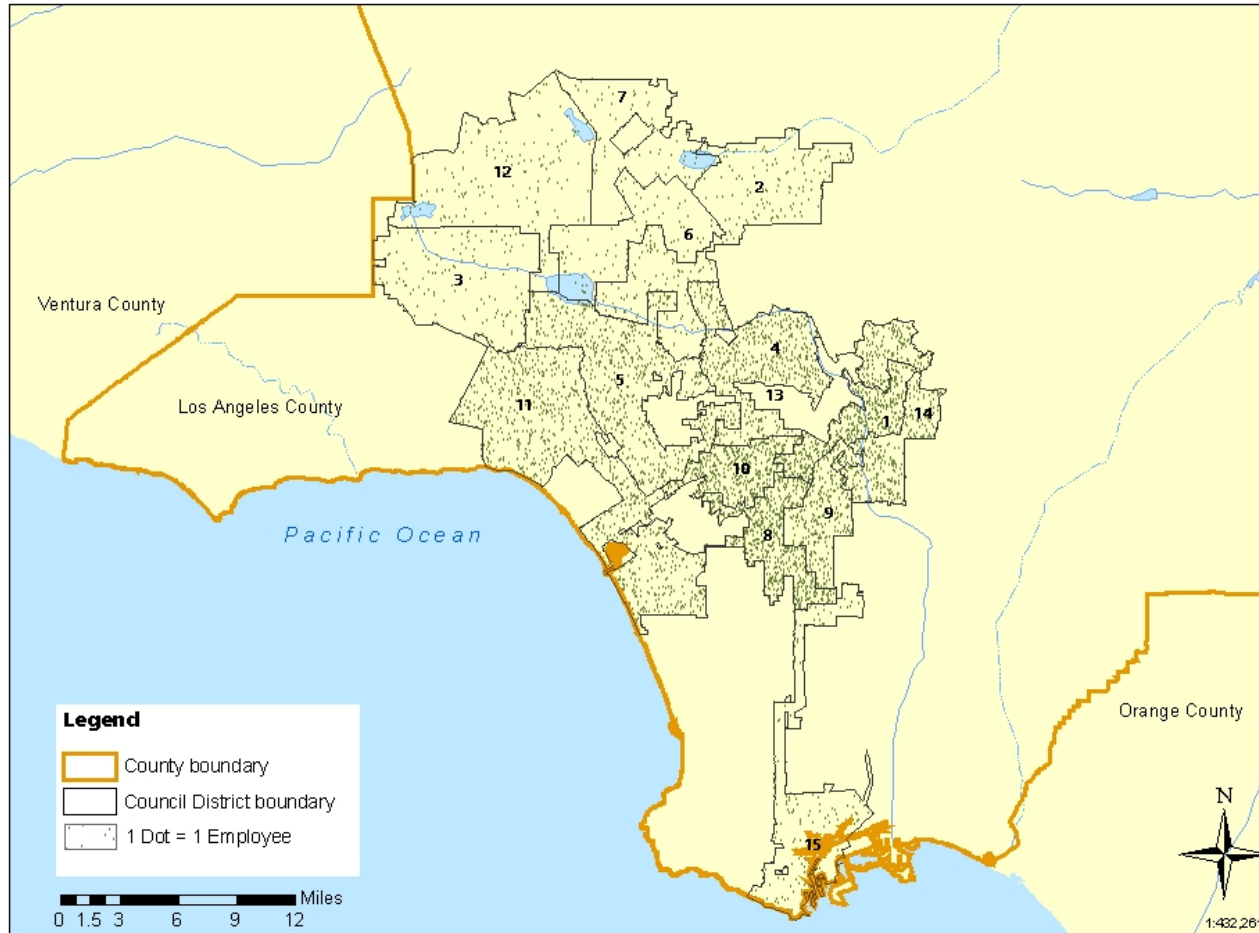 7
12
2
6
3
Ventura County
4
5
13
Los Angeles County
11
1
14
10
9
8
Pacific Ocean
Legend
County boundary
Council District boundary
1 Dot = 1 Employee
Orange County
N
15
Miles
0 1.5 3 6 9 12